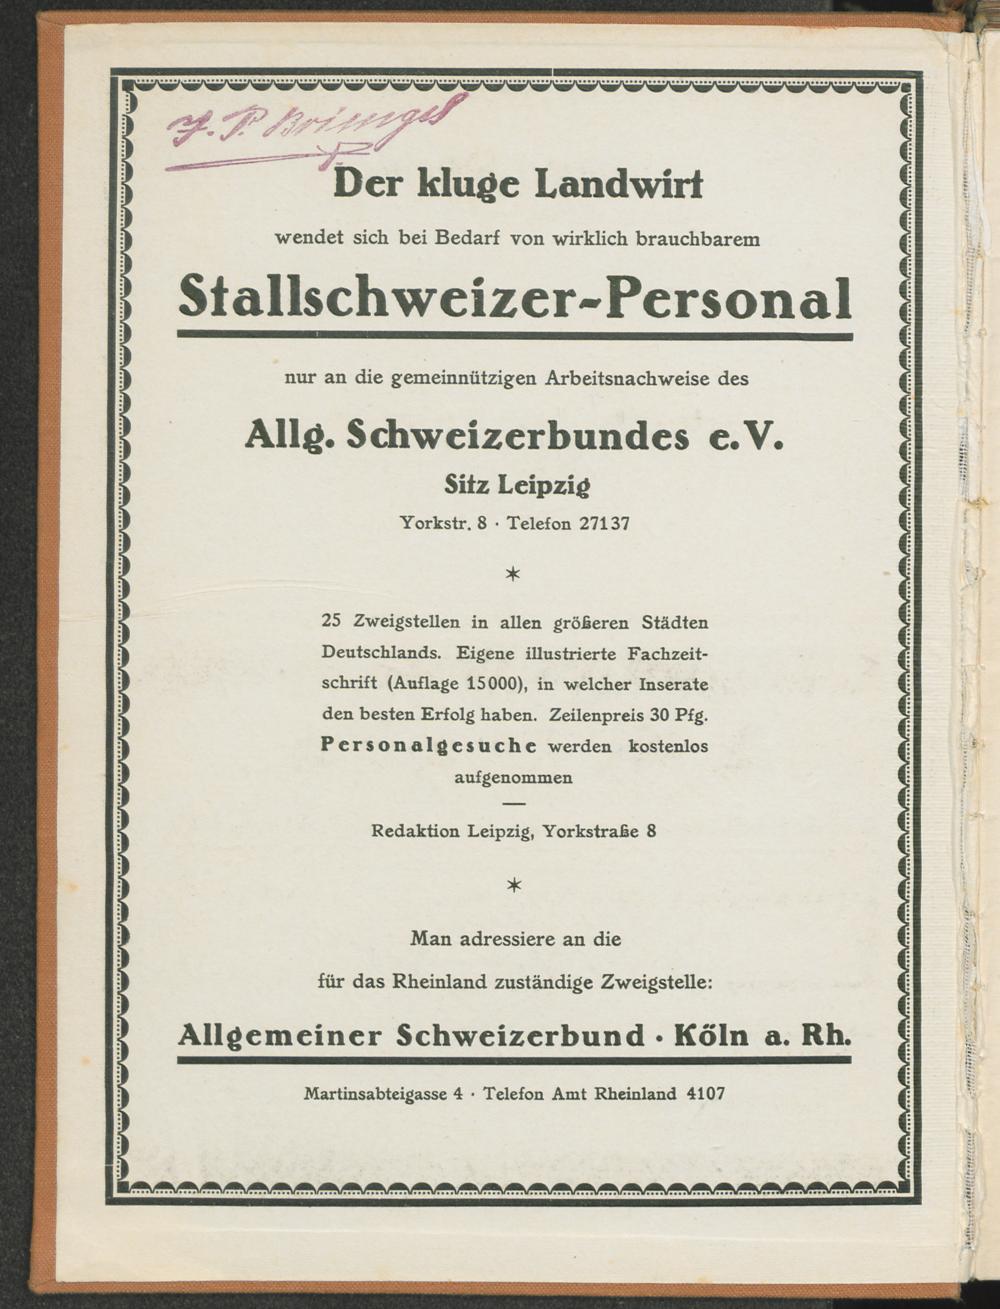 Der kluge Landwirt
wendet sich bei Bedarf von wirklich brauchbarem
Stallschweizer-Personal
nur an die gemeinnützigen Arbeitsnachweise des
Allg. Schweizerbundes e.V.
Sitz Leipzig
Yorkstr. 8 · Telefon 27137
*
25 Zweigstellen in allen größeren Städten
Deutschlands. Eigene illustrierte Fachzeit-
schrift (Auflage 15000), in welcher Inserate
den besten Erfolg haben. Zeilenpreis 30 Pfg.
Personalgesuche werden kostenlos
aufgenommen
—
Redaktion Leipzig, Yorkstraße 8
*
Man adressiere an die
für das Rheinland zuständige Zweigstelle:
Allgemeiner Schweizerbund · Köln a. Rh.
Martinsabteigasse 4 · Telefon Amt Rheinland 4107